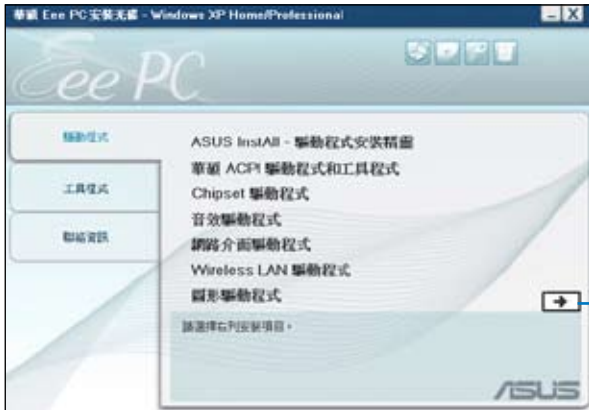 華碩 Eee PC 安裝光碟 - Windows XP Home/Professional
Eee PC
驅動程式
工具程式
聯絡資訊
ASUS InstAll - 驅動程式安裝精靈
華碩 ACPI 驅動程式和工具程式
Chipset 驅動程式
音效驅動程式
網路介面驅動程式
Wireless LAN 驅動程式
圖形驅動程式
請選擇右列安裝項目。
ASUS